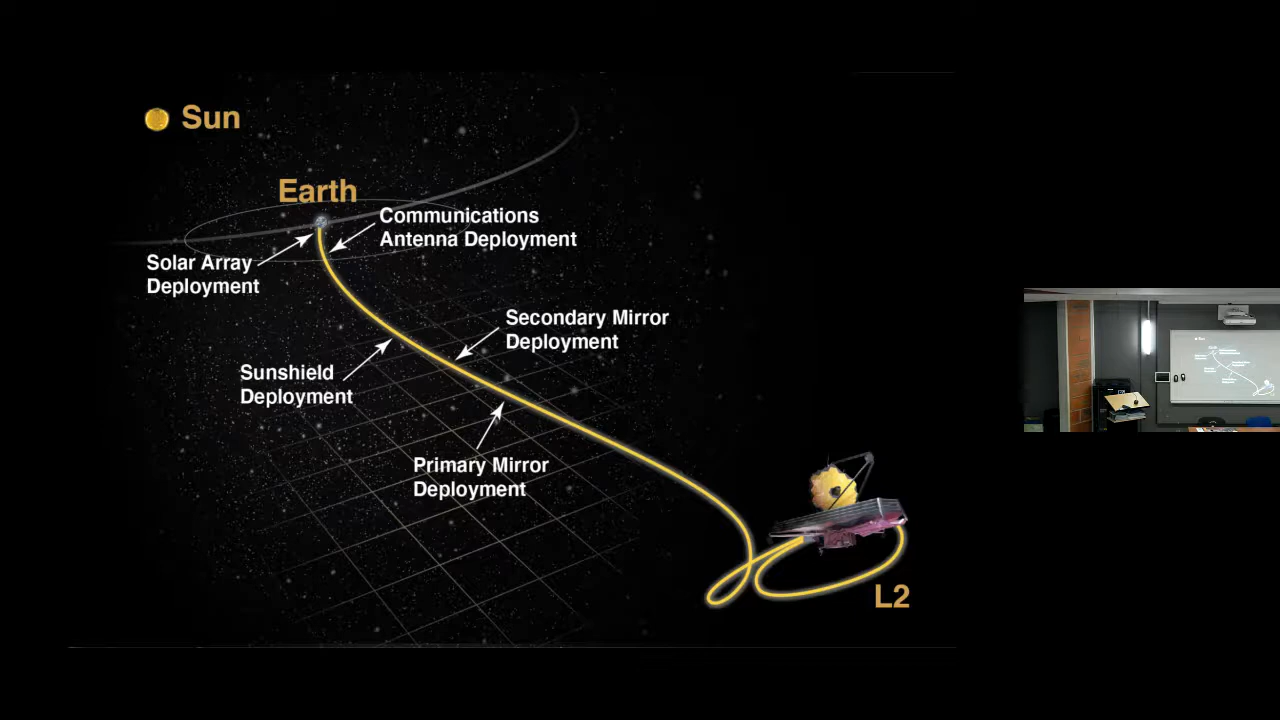 Sun
Earth
Communications
Antenna Deployment
Solar Array
Deployment
Secondary Mirror
Deployment
Sunshield
Deployment
Primary Mirror
Deployment
L2